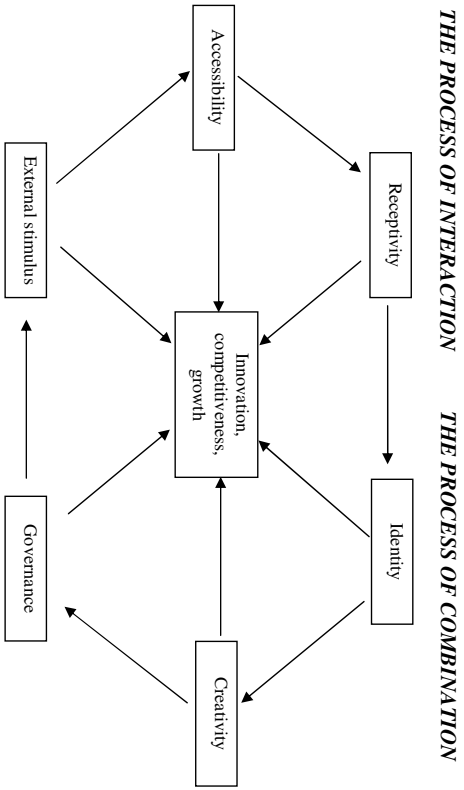 THE PROCESS OF INTERACTION
THE PROCESS OF COMBINATION
Receptivity
Identity
Accessibility
Innovation,
competitiveness,
growth
Creativity
External stimulus
Governance